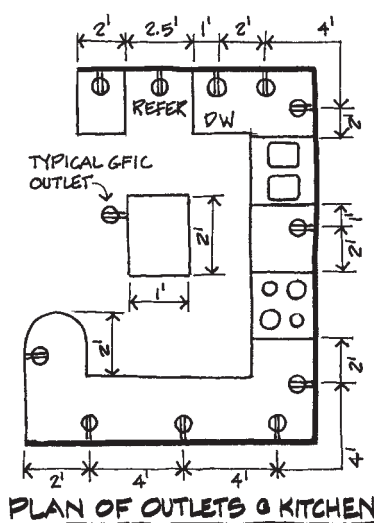 2' 2.5' 1' 2' 4'
REFER
DW
2'
TYPICAL GFIC
OUTLET
1'
2'
2'
1'
2'
2'
4'
2' 4' 4'
PLAN OF OUTLETS @ KITCHEN